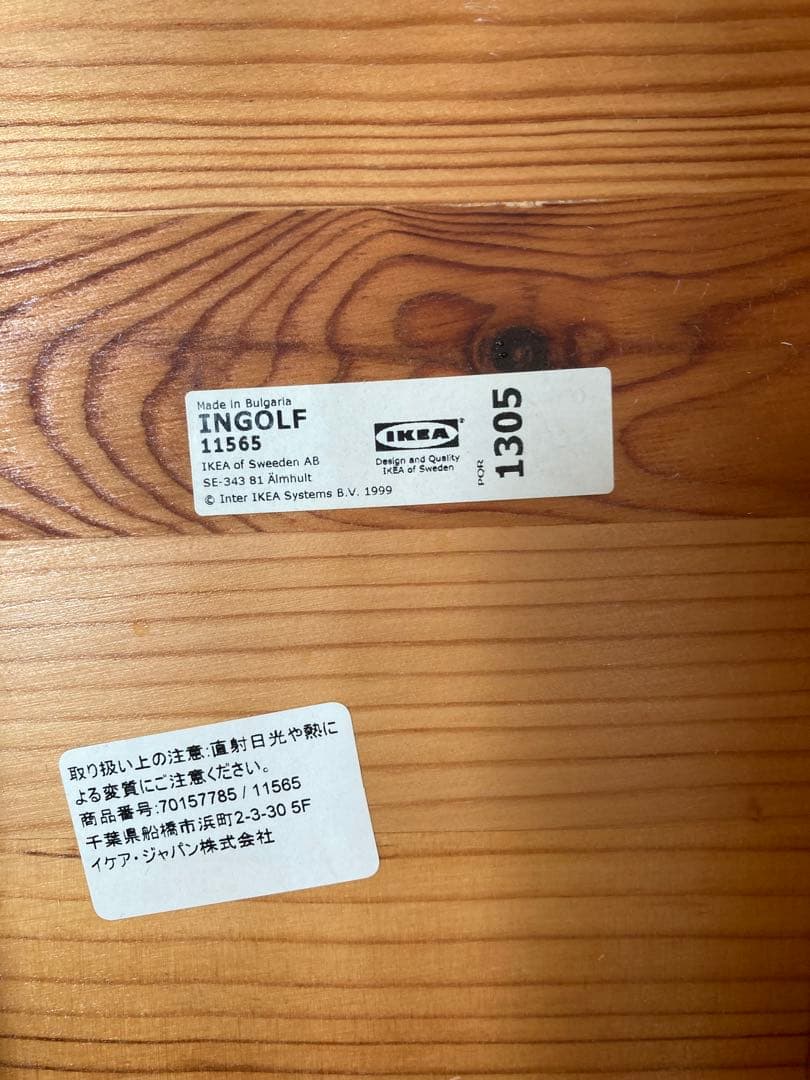 Made in Bulgaria
INGOLF
11565
IKEA of Sweeden AB
SE-343 81 Älmhult
© Inter IKEA Systems B.V. 1999
IKEA®
Design and Quality
IKEA of Sweden
PQR
1305
取り扱い上の注意:直射日光や熱に
よる変質にご注意ください。
商品番号:70157785 / 11565
千葉県船橋市浜町2-3-30 5F
イケア・ジャパン株式会社